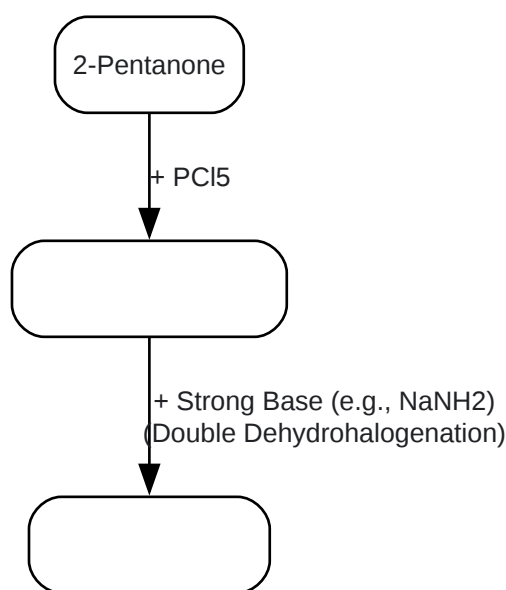 2-Pentanone
+ PCl5
+ Strong Base (e.g., NaNH2)
(Double Dehydrohalogenation)